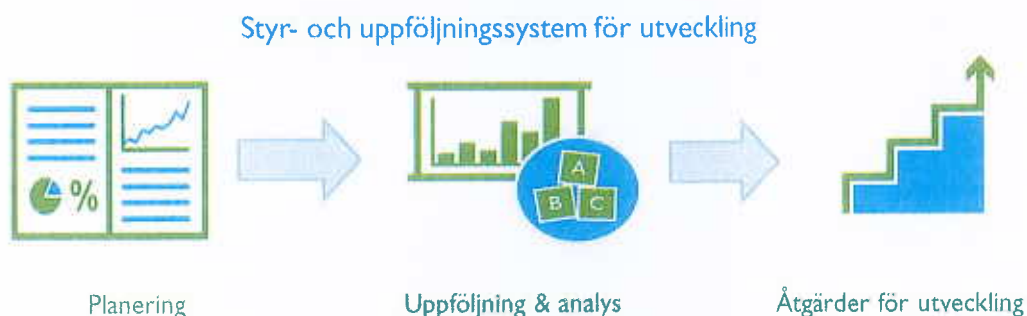 Styr- och uppföljningssystem för utveckling
%
A
B C
Planering
Uppföljning & analys
Åtgärder för utveckling